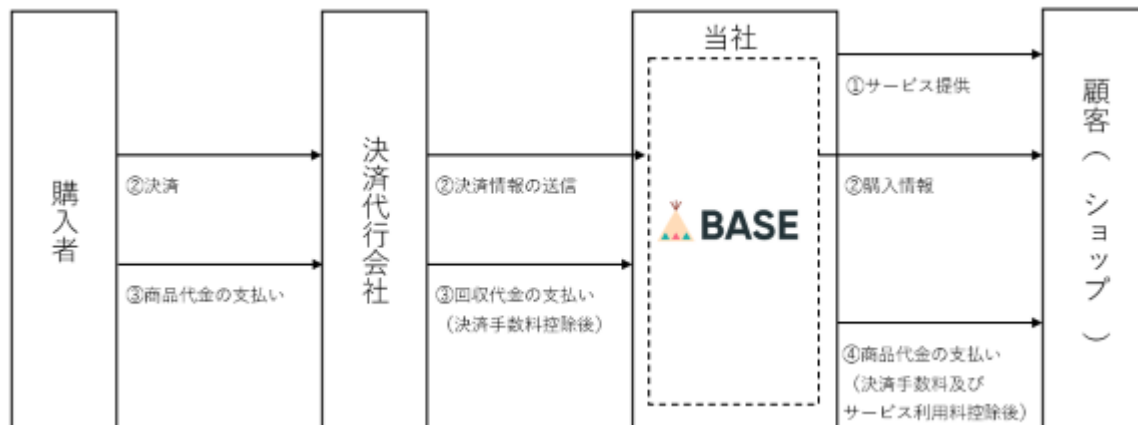 購入者
②決済
③商品代金の支払い
決済代行会社
②決済情報の送信
③回収代金の支払い
（決済手数料控除後）
当社
BASE
①サービス提供
②購入情報
④商品代金の支払い
（決済手数料及び
サービス利用料控除後）
顧客（ショップ）